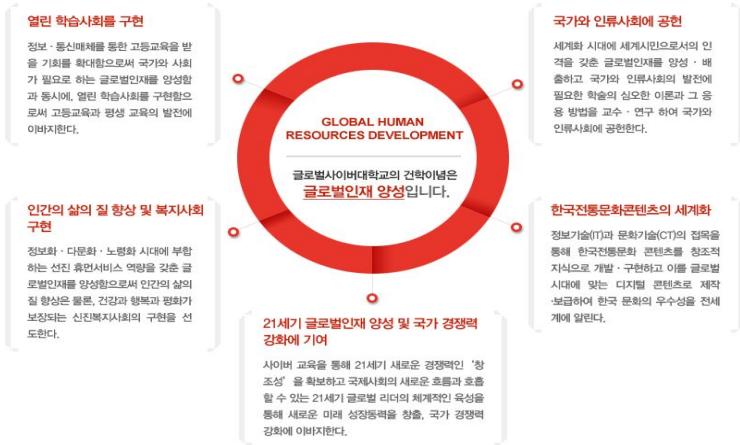 열린 학습사회를 구현
정보 · 통신매체를 통한 고등교육을 받
을 기회를 확대함으로써 국가와 사회
가 필요로 하는 글로벌인재를 양성함
과 동시에, 열린 학습사회를 구현함으
로써 고등교육과 평생 교육의 발전에
이바지한다.
국가와 인류사회에 공헌
세계화 시대에 세계시민으로서의 인
격을 갖춘 글로벌인재를 양성 · 배
출하고 국가와 인류사회의 발전에
필요한 학술의 심오한 이론과 그 응
용 방법을 교수 · 연구 하여 국가와
인류사회에 공헌한다.
GLOBAL HUMAN
RESOURCES DEVELOPMENT
글로벌사이버대학교의 건학이념은
글로벌인재 양성입니다.
인간의 삶의 질 향상 및 복지사회
구현
정보화 · 다문화 · 노령화 시대에 부합
하는 선진 휴먼서비스 역량을 갖춘 글
로벌인재를 양성함으로써 인간의 삶의
질 향상은 물론, 건강과 행복과 평화가
보장되는 신진복지사회의 구현을 선
도한다.
한국전통문화콘텐츠의 세계화
정보기술(IT)과 문화기술(CT)의 접목을
통해 한국전통문화 콘텐츠를 창조적
지식으로 개발 · 구현하고 이를 글로벌
시대에 맞는 디지털 콘텐츠로 제작
·보급하여 한국 문화의 우수성을 전세
계에 알린다.
21세기 글로벌인재 양성 및 국가 경쟁력
강화에 기여
사이버 교육을 통해 21세기 새로운 경쟁력인 ‘창
조성’ 을 확보하고 국제사회의 새로운 흐름과 호흡
할 수 있는 21세기 글로벌 리더의 체계적인 육성을
통해 새로운 미래 성장동력을 창출, 국가 경쟁력
강화에 이바지한다.